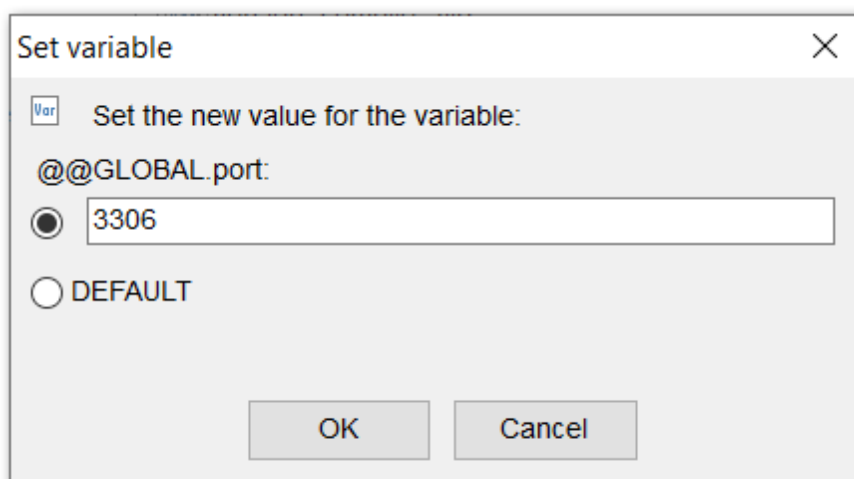 Set variable
Var
Set the new value for the variable:
@@GLOBAL.port:
3306
DEFAULT
OK
Cancel